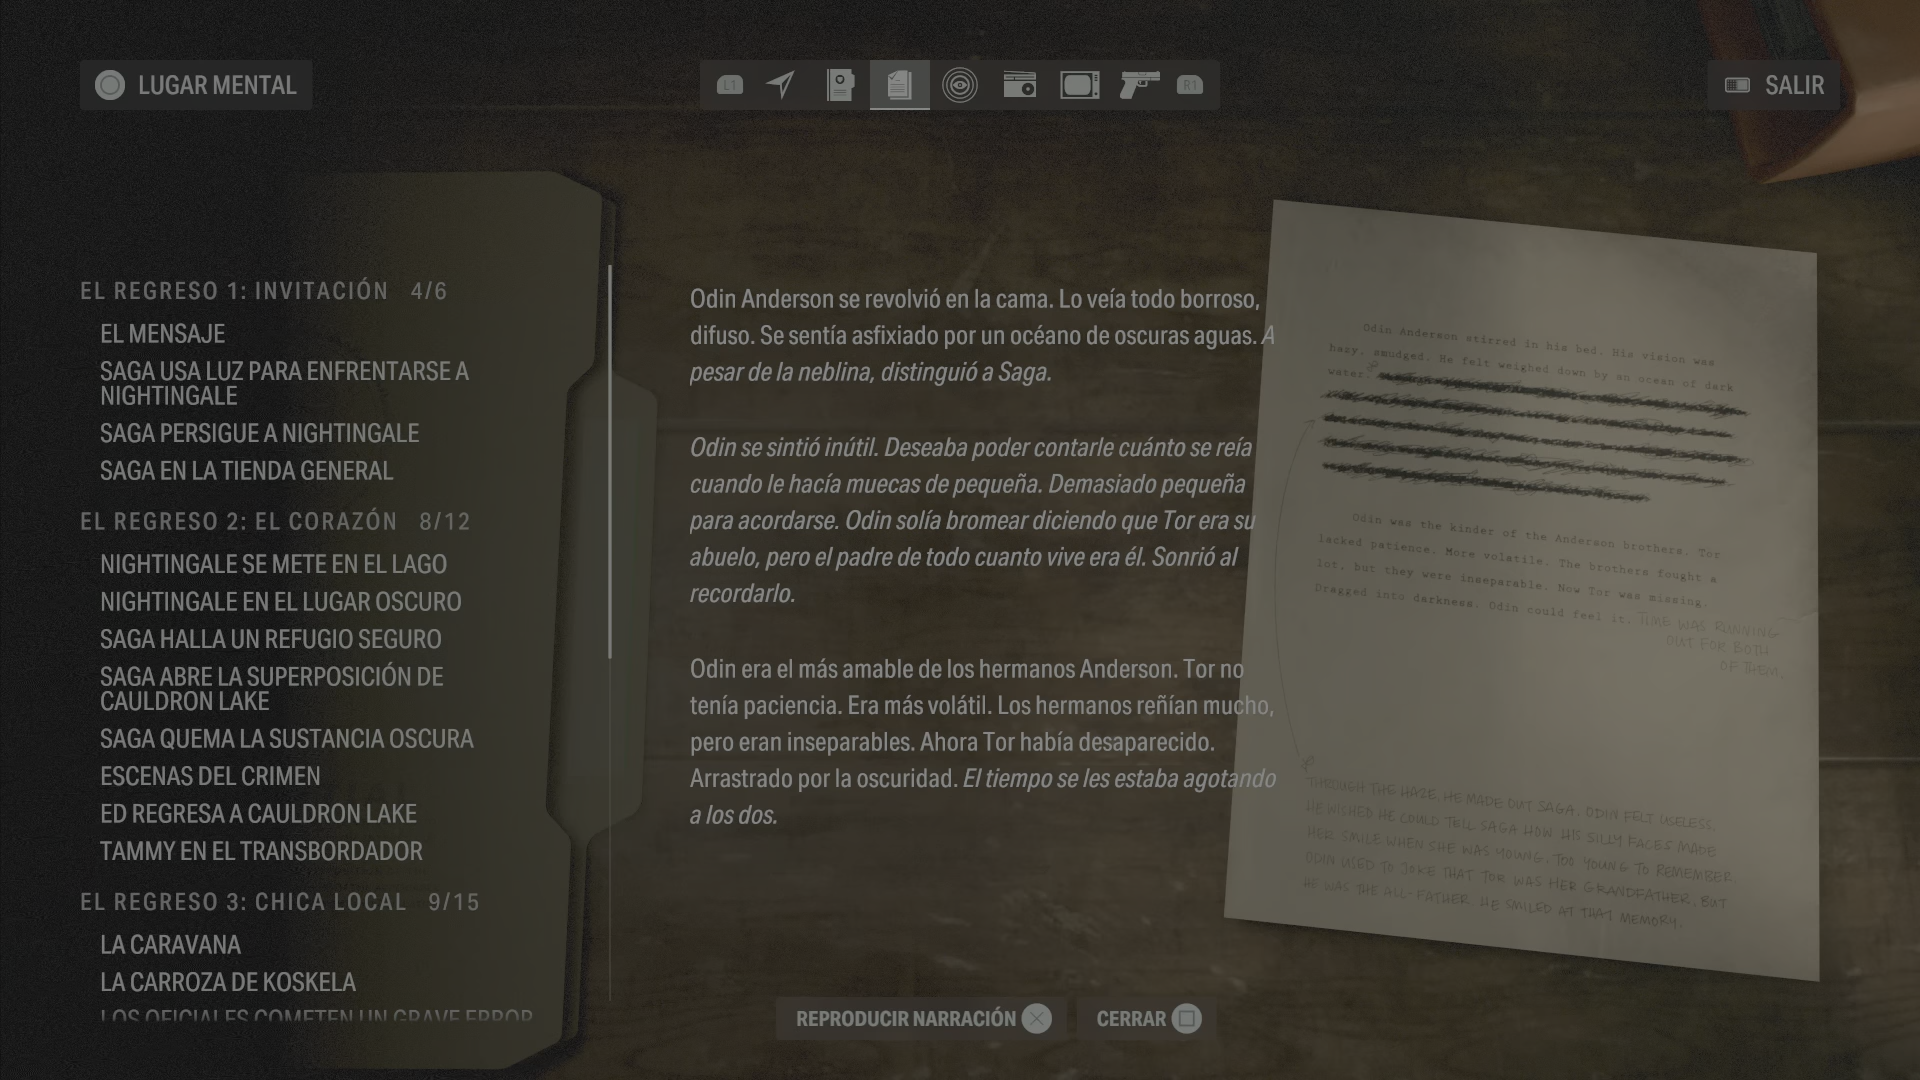 LUGAR MENTAL
L1
R1
SALIR
EL REGRESO 1: INVITACIÓN 4/6
EL MENSAJE
SAGA USA LUZ PARA ENFRENTARSE A
NIGHTINGALE
SAGA PERSIGUE A NIGHTINGALE
SAGA EN LA TIENDA GENERAL
EL REGRESO 2: EL CORAZÓN 8/12
NIGHTINGALE SE METE EN EL LAGO
NIGHTINGALE EN EL LUGAR OSCURO
SAGA HALLA UN REFUGIO SEGURO
SAGA ABRE LA SUPERPOSICIÓN DE
CAULDRON LAKE
SAGA QUEMA LA SUSTANCIA OSCURA
ESCENAS DEL CRIMEN
ED REGRESA A CAULDRON LAKE
TAMMY EN EL TRANSBORDADOR
EL REGRESO 3: CHICA LOCAL 9/15
LA CARAVANA
LA CARROZA DE KOSKELA
LOS OFICIALES COMETEN UN GRAVE ERROR
Odin Anderson se revolvió en la cama. Lo veía todo borroso,
difuso. Se sentía asfixiado por un océano de oscuras aguas. A
pesar de la neblina, distinguió a Saga.
Odin se sintió inútil. Deseaba poder contarle cuánto se reía
cuando le hacía muecas de pequeña. Demasiado pequeña
para acordarse. Odin solía bromear diciendo que Tor era su
abuelo, pero el padre de todo cuanto vive era él. Sonrió al
recordarlo.
Odin era el más amable de los hermanos Anderson. Tor no
tenía paciencia. Era más volátil. Los hermanos reñían mucho,
pero eran inseparables. Ahora Tor había desaparecido.
Arrastrado por la oscuridad. El tiempo se les estaba agotando
a los dos.
Odin Anderson stirred in his bed. His vision was
hazy, smudged. He felt weighed down by an ocean of dark
water.
Odin was the kinder of the Anderson brothers. Tor
lacked patience. More volatile. The brothers fought a
lot, but they were inseparable. Now Tor was missing.
Dragged into darkness. Odin could feel it. TIME WAS RUNNING
OUT FOR BOTH
OF THEM.
THROUGH THE HAZE, HE MADE OUT SAGA. ODIN FELT USELESS.
HE WISHED HE COULD TELL SAGA HOW HIS SILLY FACES MADE
HER SMILE WHEN SHE WAS YOUNG. TOO YOUNG TO REMEMBER.
ODIN USED TO JOKE THAT TOR WAS HER GRANDFATHER, BUT
HE WAS THE ALL-FATHER. HE SMILED AT THAT MEMORY.
REPRODUCIR NARRACIÓN
CERRAR